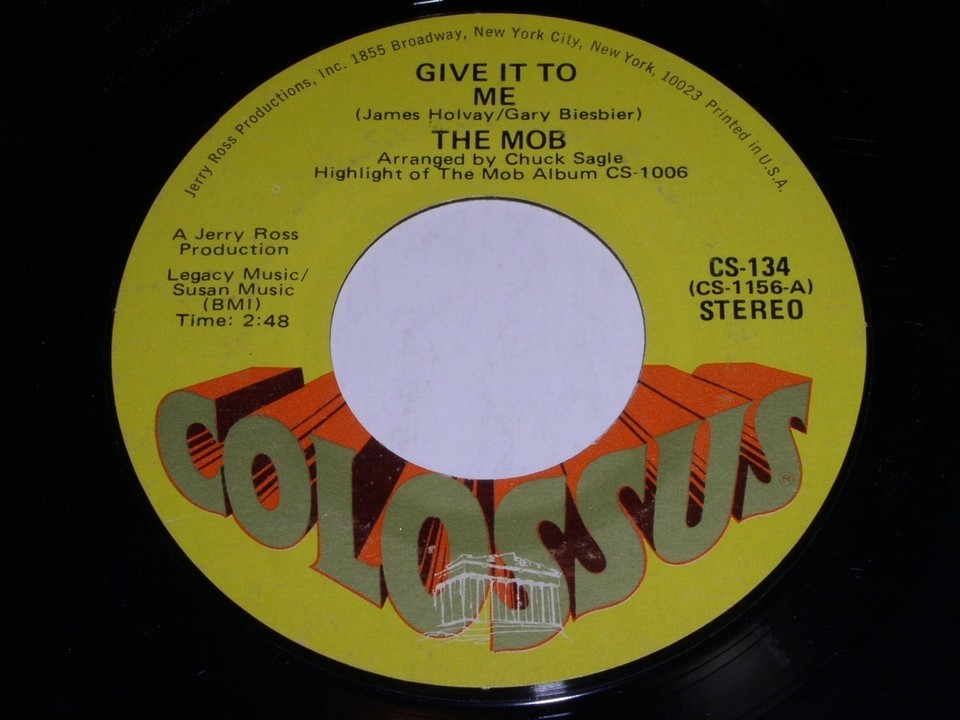 Jerry Ross Productions, Inc. 1855 Broadway, New York City, New York, 10023 Printed in U.S.A.
GIVE IT TO
ME
(James Holvay/Gary Biesbier)
THE MOB
Arranged by Chuck Sagle
Highlight of The Mob Album CS-1006
A Jerry Ross
Production
Legacy Music/
Susan Music
(BMI)
Time: 2:48
CS-134
(CS-1156-A)
STEREO
COLOSSUS®